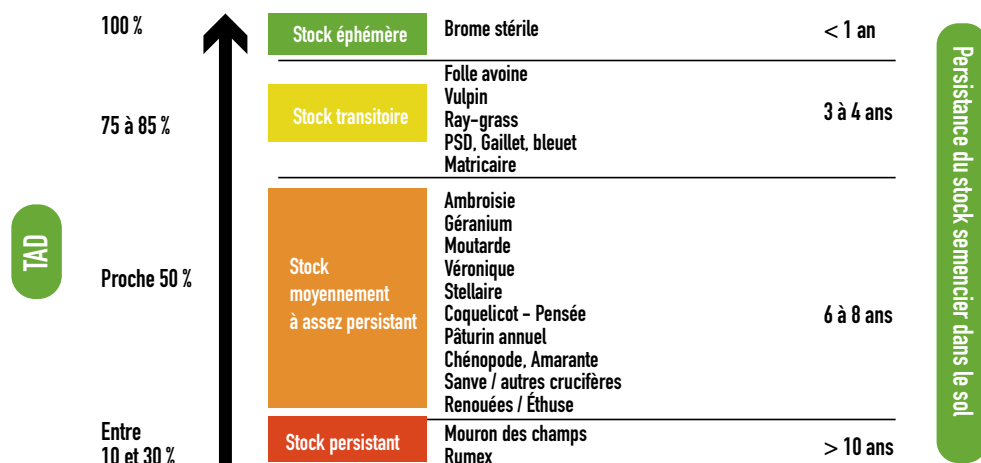 TAD
100 %
Stock éphémère
Brome stérile
< 1 an
75 à 85 %
Stock transitoire
Folle avoine
Vulpin
Ray-grass
PSD, Gaillet, bleuet
Matricaire
3 à 4 ans
Proche 50 %
Stock
moyennement
à assez persistant
Ambroisie
Géranium
Moutarde
Véronique
Stellaire
Coquelicot - Pensée
Pâturin annuel
Chénopode, Amarante
Sanve / autres crucifères
Renouées / Éthuse
6 à 8 ans
Entre
10 et 30 %
Stock persistant
Mouron des champs
Rumex
> 10 ans
Persistance du stock semencier dans le sol